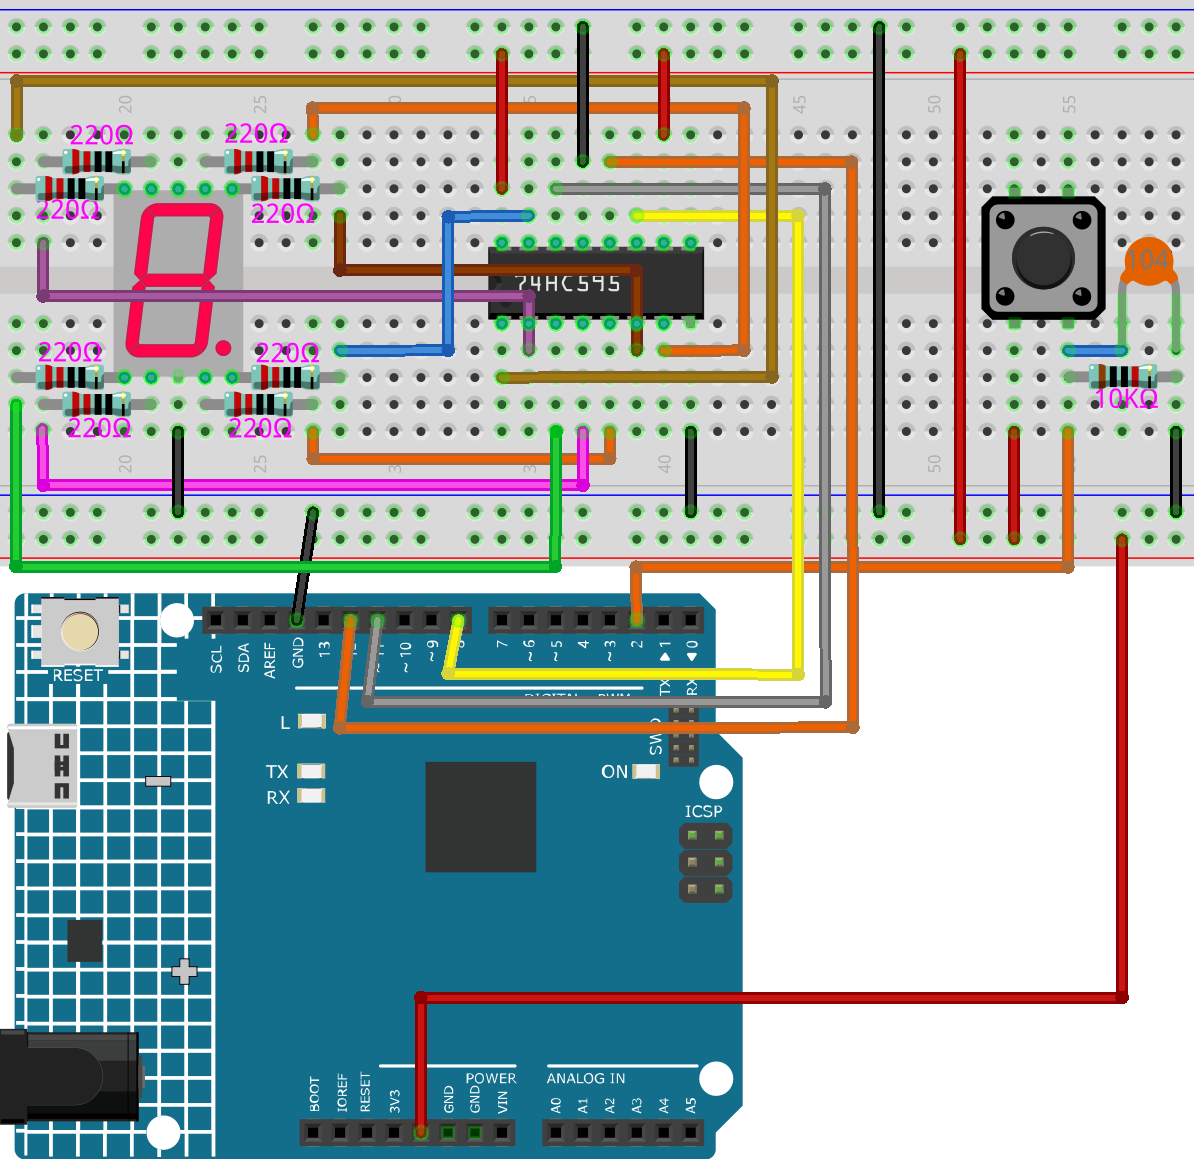 20
25
30
35
45
50
55
220Ω
220Ω
220Ω
220Ω
74HC595
104
220Ω
220Ω
220Ω
220Ω
10KΩ
20
25
40
50
RESET
SCL
SDA
AREF
GND
13
~10
~9
7
~6
~5
4
~3
2
TX▶1
RX◀0
L
TX
RX
ON
ICSP
BOOT
IOREF
RESET
3V3
GND
GND
VIN
POWER
ANALOG IN
A0
A1
A2
A3
A4
A5